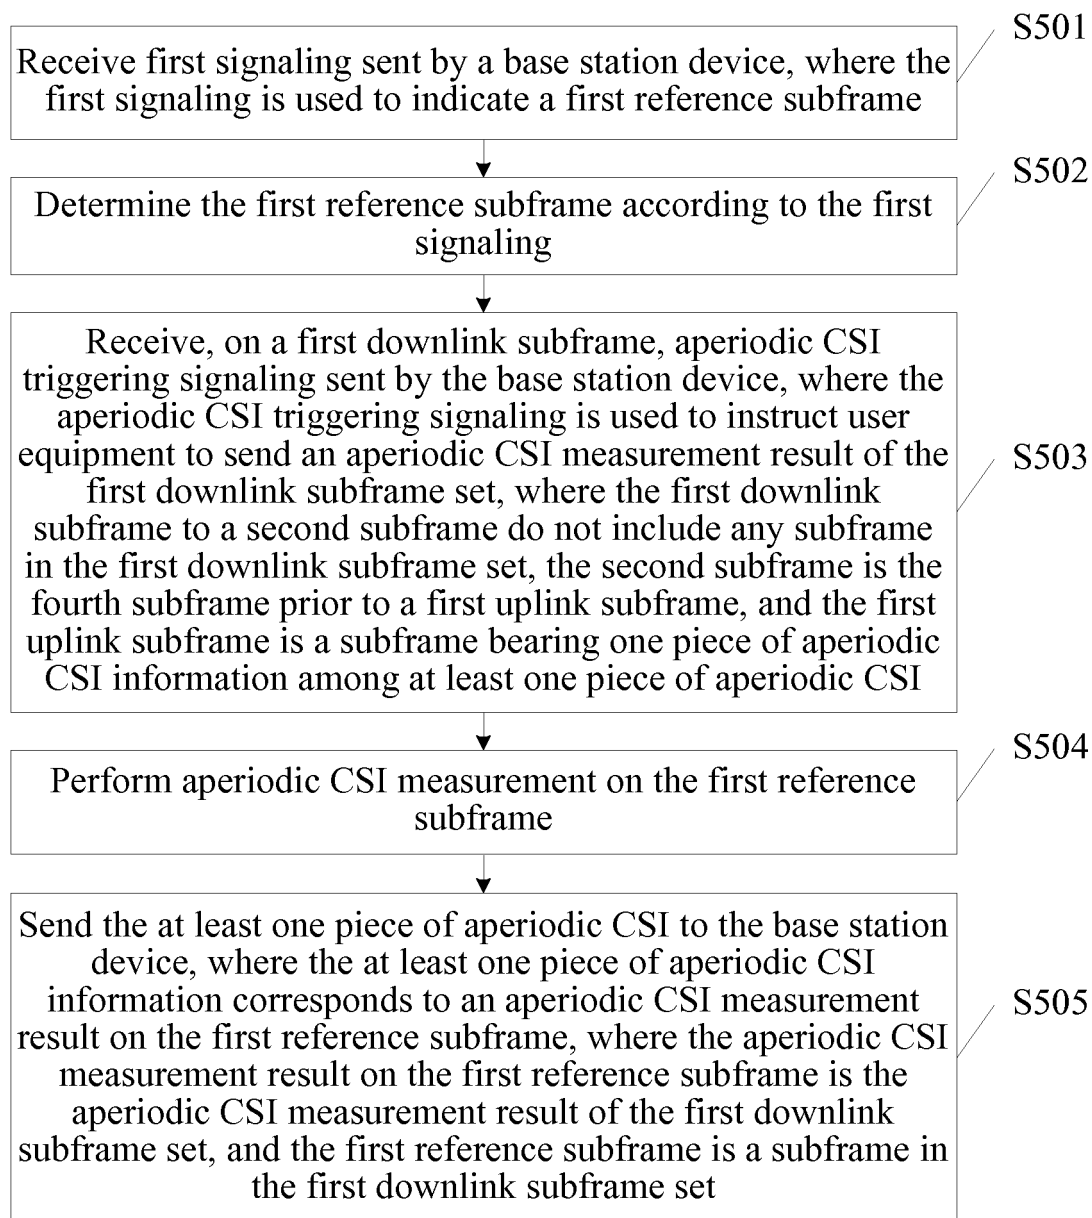 S501
Receive first signaling sent by a base station device, where the
first signaling is used to indicate a first reference subframe
S502
Determine the first reference subframe according to the first
signaling
S503
Receive, on a first downlink subframe, aperiodic CSI
triggering signaling sent by the base station device, where the
aperiodic CSI triggering signaling is used to instruct user
equipment to send an aperiodic CSI measurement result of the
first downlink subframe set, where the first downlink
subframe to a second subframe do not include any subframe
in the first downlink subframe set, the second subframe is the
fourth subframe prior to a first uplink subframe, and the first
uplink subframe is a subframe bearing one piece of aperiodic
CSI information among at least one piece of aperiodic CSI
S504
Perform aperiodic CSI measurement on the first reference
subframe
S505
Send the at least one piece of aperiodic CSI to the base station
device, where the at least one piece of aperiodic CSI
information corresponds to an aperiodic CSI measurement
result on the first reference subframe, where the aperiodic CSI
measurement result on the first reference subframe is the
aperiodic CSI measurement result of the first downlink
subframe set, and the first reference subframe is a subframe in
the first downlink subframe set